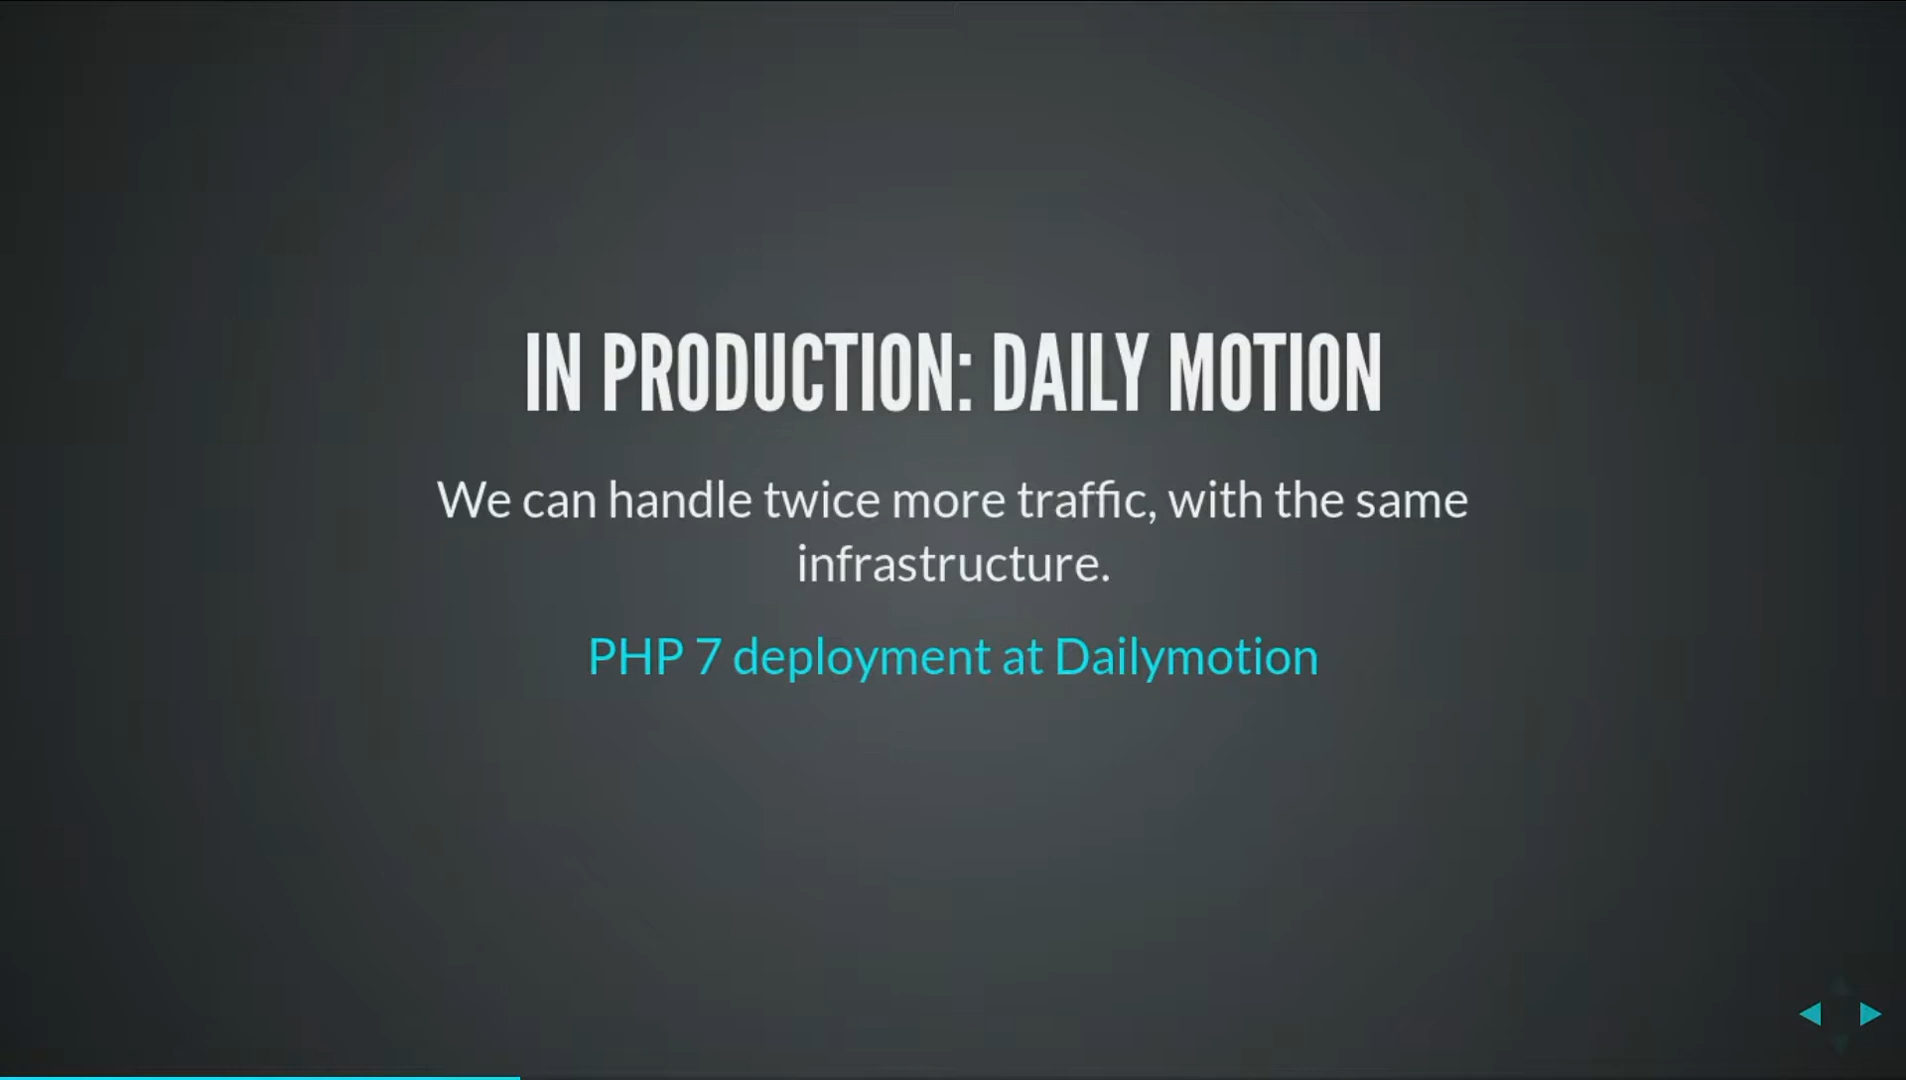 IN PRODUCTION: DAILY MOTION
We can handle twice more traffic, with the same
infrastructure.
PHP 7 deployment at Dailymotion